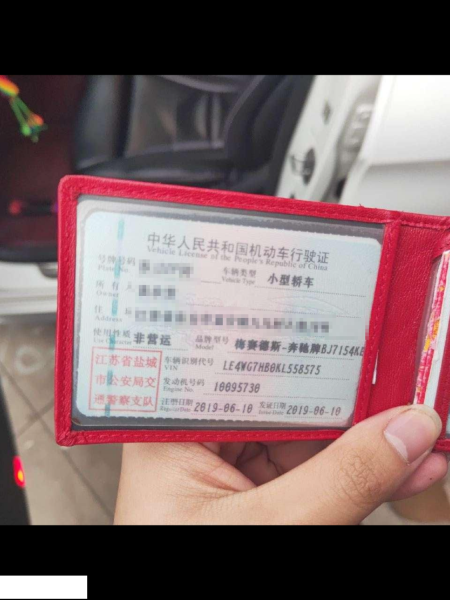 中华人民共和国机动车行驶证
Vehicle License of the People's Republic of China
号牌号码
Plate No.
车辆类型
Vehicle Type
小型轿车
所有人
Owner
住址
使用性质
Use Character
非营运
品牌型号
Model
梅赛德斯-奔驰牌BJ7154
江苏省盐城
市公安局交
通警察支队
车辆识别代号
VIN
LE4WG7HB0KL558575
发动机号码
Engine No.
10095730
注册日期
Register Date
2019-06-10
发证日期
Issue Date
2019-06-10